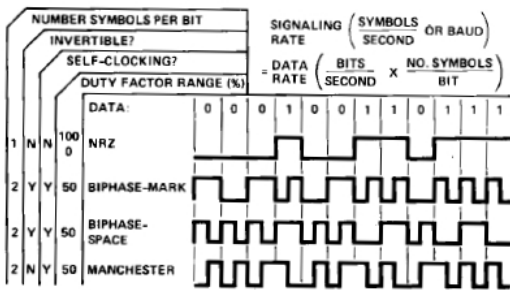 NUMBER SYMBOLS PER BIT
INVERTIBLE?
SELF-CLOCKING?
DUTY FACTOR RANGE (%)
SIGNALING RATE (SYMBOLS SECOND OR BAUD)
= DATA RATE (BITS SECOND X NO. SYMBOLS BIT)
DATA: 0 0 0 1 0 0 1 1 0 1 1 1
1 N N 100 0 NRZ
2 Y Y 50 BIPHASE-MARK
2 Y Y 50 BIPHASE-SPACE
2 N Y 50 MANCHESTER